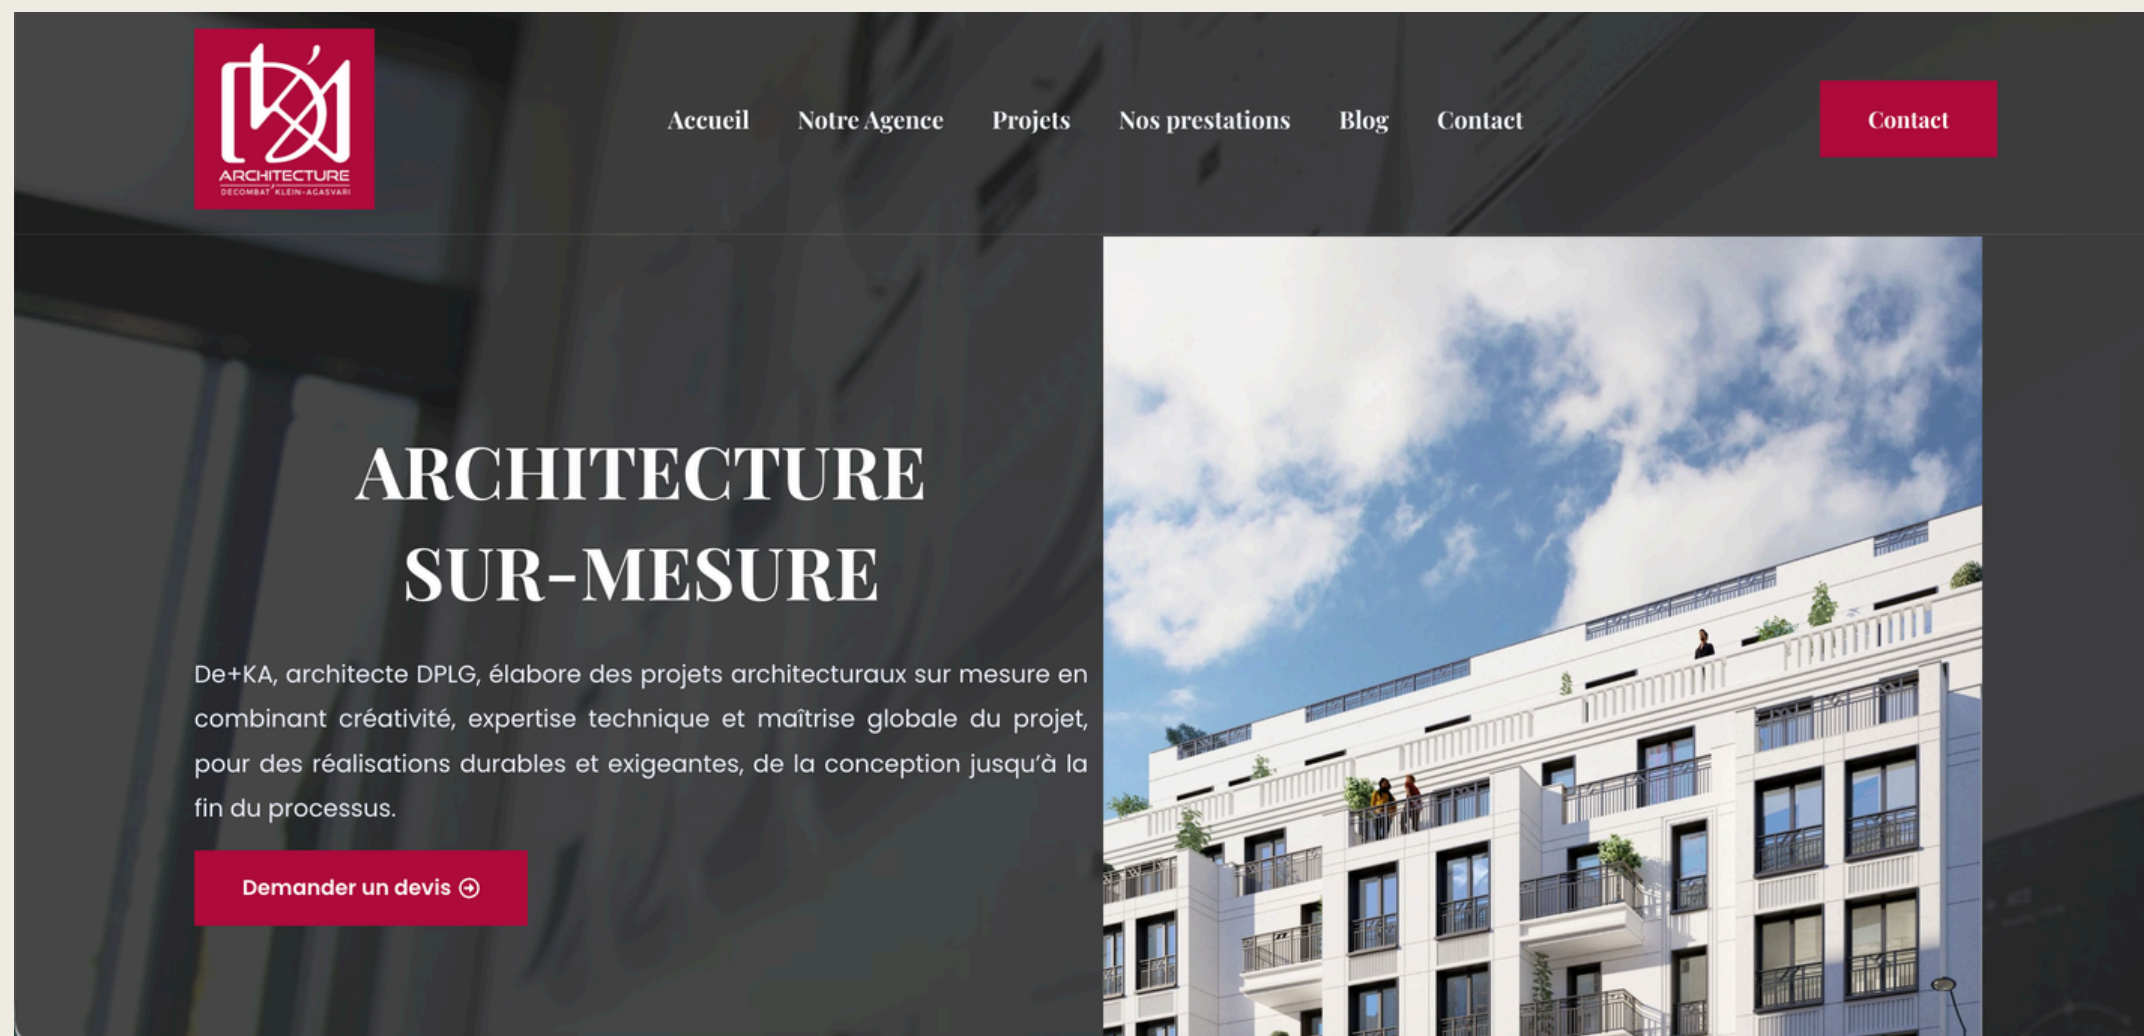 ARCHITECTURE
DECOMBAT KLEIN-AGASVARI
Accueil Notre Agence Projets Nos prestations Blog Contact
Contact
ARCHITECTURE
SUR-MESURE
De+KA, architecte DPLG, élabore des projets architecturaux sur mesure en
combinant créativité, expertise technique et maîtrise globale du projet,
pour des réalisations durables et exigeantes, de la conception jusqu'à la
fin du processus.
Demander un devis